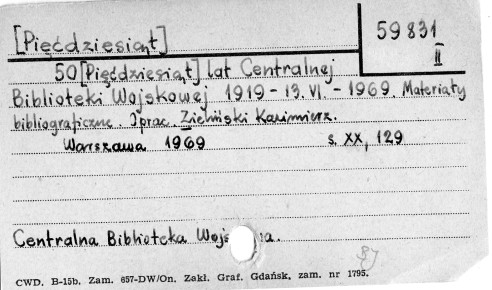 [Pięćdziesiąt]
59 831
II
50 [Pięćdziesiąt] lat Centralnej
Biblioteki Wojskowej 1919 - 13. VI. - 1969. Materiały
bibliograficzne. Oprac. Zieliński Kazimierz.
Warszawa 1969 s. XX, 129
Centralna Biblioteka Wojs a.
CWD. B-15b. Zam. 657-DW/On. Zakł. Graf. Gdańsk, zam. nr 1795.